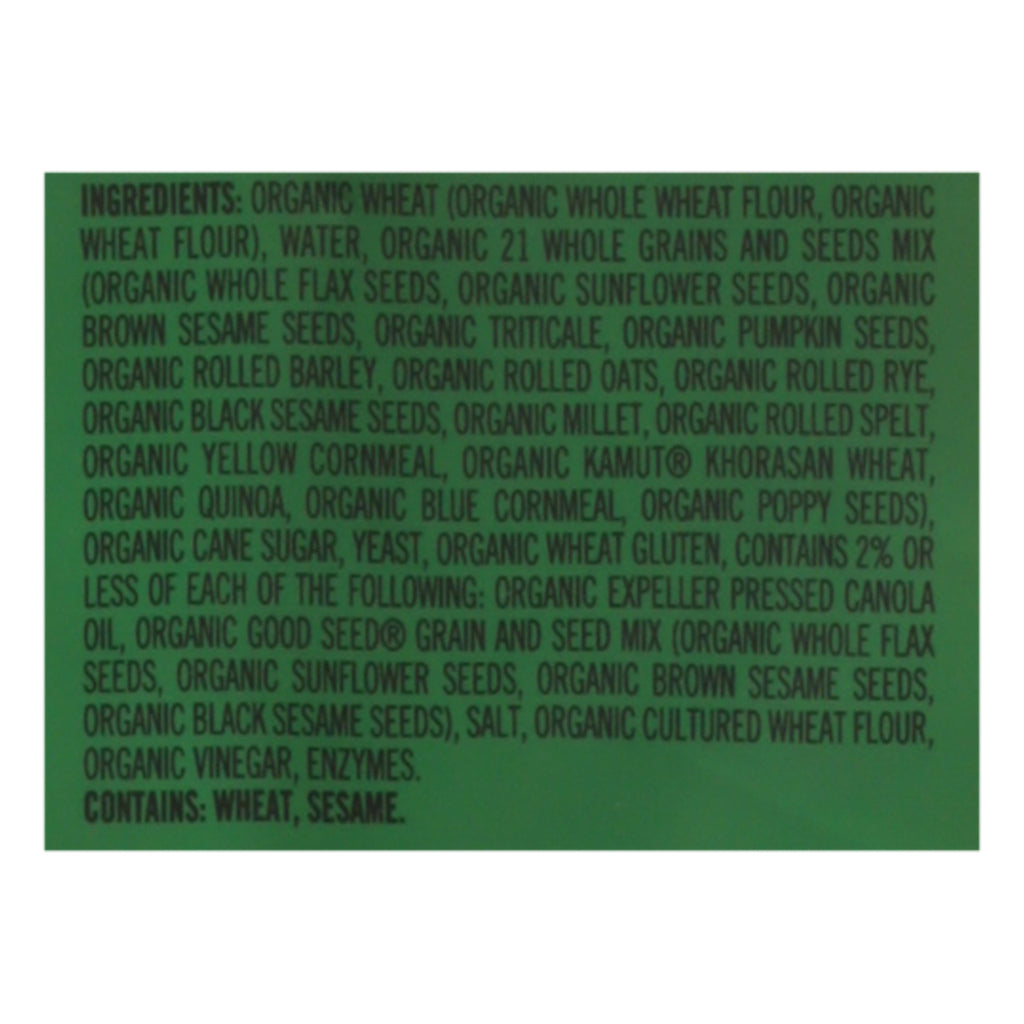 INGREDIENTS: ORGANIC WHEAT (ORGANIC WHOLE WHEAT FLOUR, ORGANIC
WHEAT FLOUR), WATER, ORGANIC 21 WHOLE GRAINS AND SEEDS MIX
(ORGANIC WHOLE FLAX SEEDS, ORGANIC SUNFLOWER SEEDS, ORGANIC
BROWN SESAME SEEDS, ORGANIC TRITICALE, ORGANIC PUMPKIN SEEDS,
ORGANIC ROLLED BARLEY, ORGANIC ROLLED OATS, ORGANIC ROLLED RYE,
ORGANIC BLACK SESAME SEEDS, ORGANIC MILLET, ORGANIC ROLLED SPELT,
ORGANIC YELLOW CORNMEAL, ORGANIC KAMUT® KHORASAN WHEAT,
ORGANIC QUINOA, ORGANIC BLUE CORNMEAL, ORGANIC POPPY SEEDS),
ORGANIC CANE SUGAR, YEAST, ORGANIC WHEAT GLUTEN, CONTAINS 2% OR
LESS OF EACH OF THE FOLLOWING: ORGANIC EXPELLER PRESSED CANOLA
OIL, ORGANIC GOOD SEED® GRAIN AND SEED MIX (ORGANIC WHOLE FLAX
SEEDS, ORGANIC SUNFLOWER SEEDS, ORGANIC BROWN SESAME SEEDS,
ORGANIC BLACK SESAME SEEDS), SALT, ORGANIC CULTURED WHEAT FLOUR,
ORGANIC VINEGAR, ENZYMES.
CONTAINS: WHEAT, SESAME.